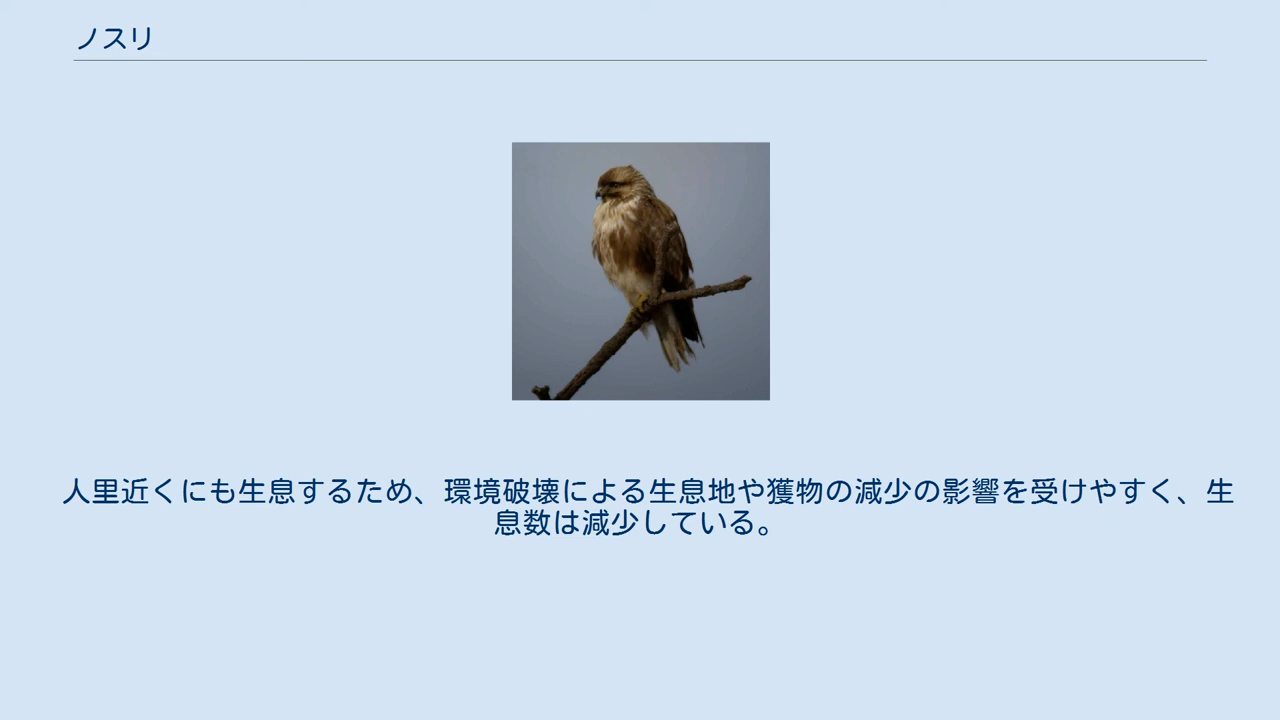 ノスリ
人里近くにも生息するため、環境破壊による生息地や獲物の減少の影響を受けやすく、生
息数は減少している。